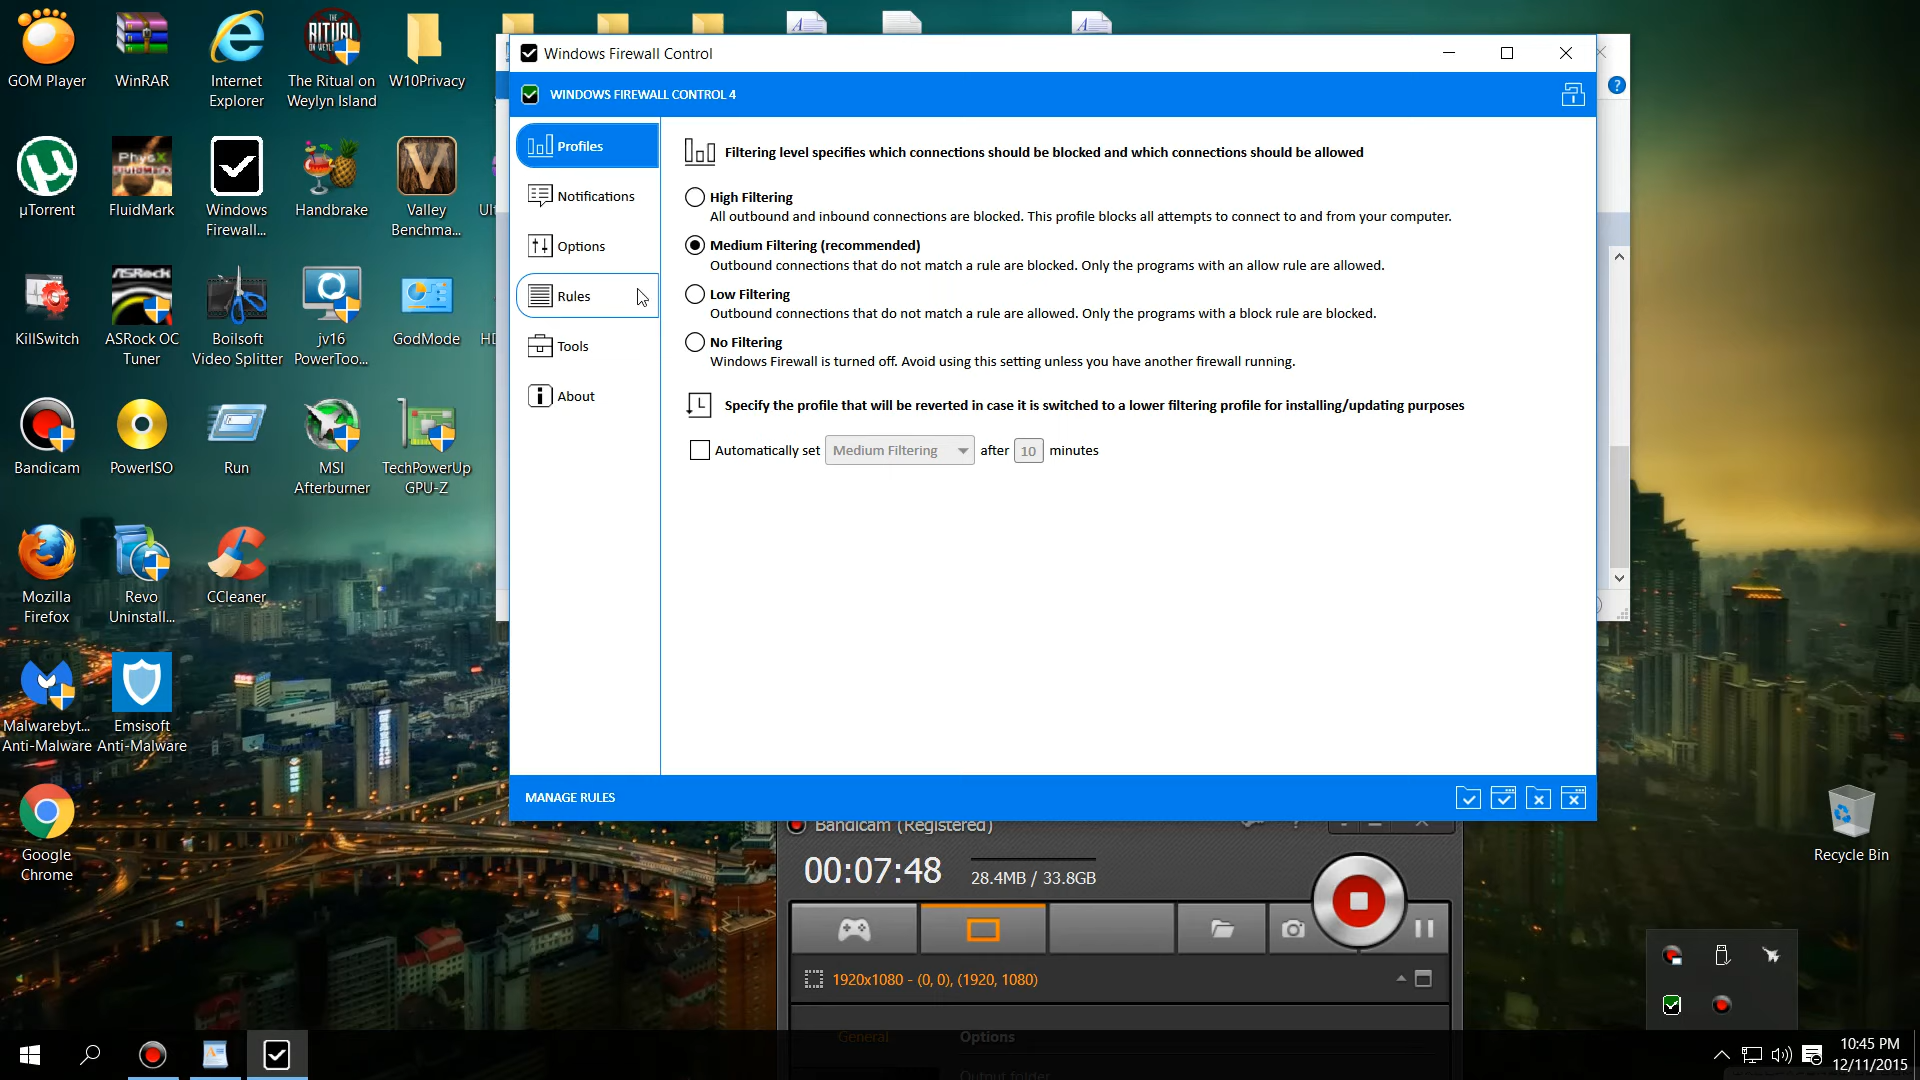 GOM Player
WinRAR
Internet
Explorer
The Ritual on
Weylyn Island
W10Privacy
µTorrent
FluidMark
Windows
Firewall...
Handbrake
Valley
Benchma...
KillSwitch
ASRock OC
Tuner
Boilsoft
Video Splitter
jv16
PowerToo...
GodMode
Bandicam
PowerISO
Run
MSI
Afterburner
TechPowerUp
GPU-Z
Mozilla
Firefox
Revo
Uninstall...
CCleaner
Malwarebyt...
Anti-Malware
Emsisoft
Anti-Malware
Google
Chrome
Windows Firewall Control
WINDOWS FIREWALL CONTROL 4
Profiles
Notifications
Options
Rules
Tools
About
Filtering level specifies which connections should be blocked and which connections should be allowed
High Filtering
All outbound and inbound connections are blocked. This profile blocks all attempts to connect to and from your computer.
Medium Filtering (recommended)
Outbound connections that do not match a rule are blocked. Only the programs with an allow rule are allowed.
Low Filtering
Outbound connections that do not match a rule are allowed. Only the programs with a block rule are blocked.
No Filtering
Windows Firewall is turned off. Avoid using this setting unless you have another firewall running.
Specify the profile that will be reverted in case it is switched to a lower filtering profile for installing/updating purposes
Automatically set Medium Filtering after 10 minutes
MANAGE RULES
Bandicam (Registered)
00:07:48
28.4MB / 33.8GB
1920x1080 - (0, 0), (1920, 1080)
General
Options
Output folder
Recycle Bin
10:45 PM
12/11/2015